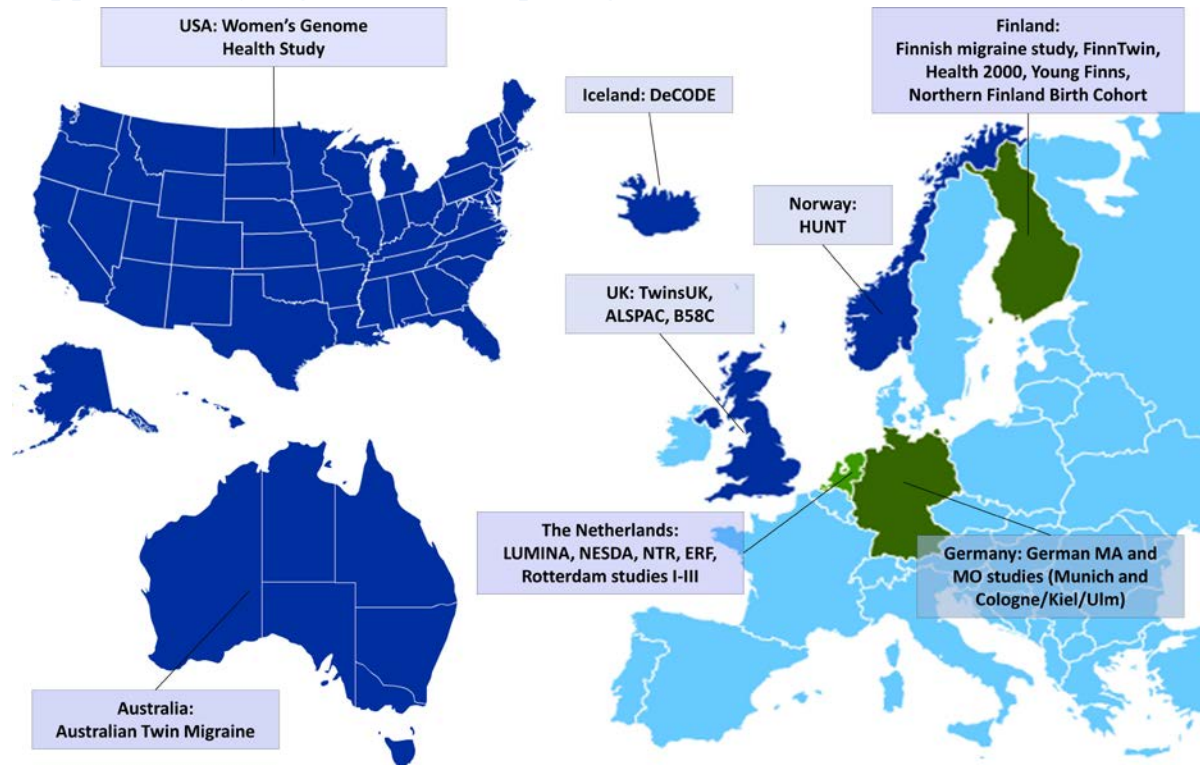 USA: Women's Genome
Health Study
Iceland: DeCODE
Finland:
Finnish migraine study, FinnTwin,
Health 2000, Young Finns,
Northern Finland Birth Cohort
Norway:
HUNT
UK: TwinsUK,
ALSPAC, B58C
The Netherlands:
LUMINA, NESDA, NTR, ERF,
Rotterdam studies I-III
Germany: German MA and
MO studies (Munich and
Cologne/Kiel/Ulm)
Australia:
Australian Twin Migraine